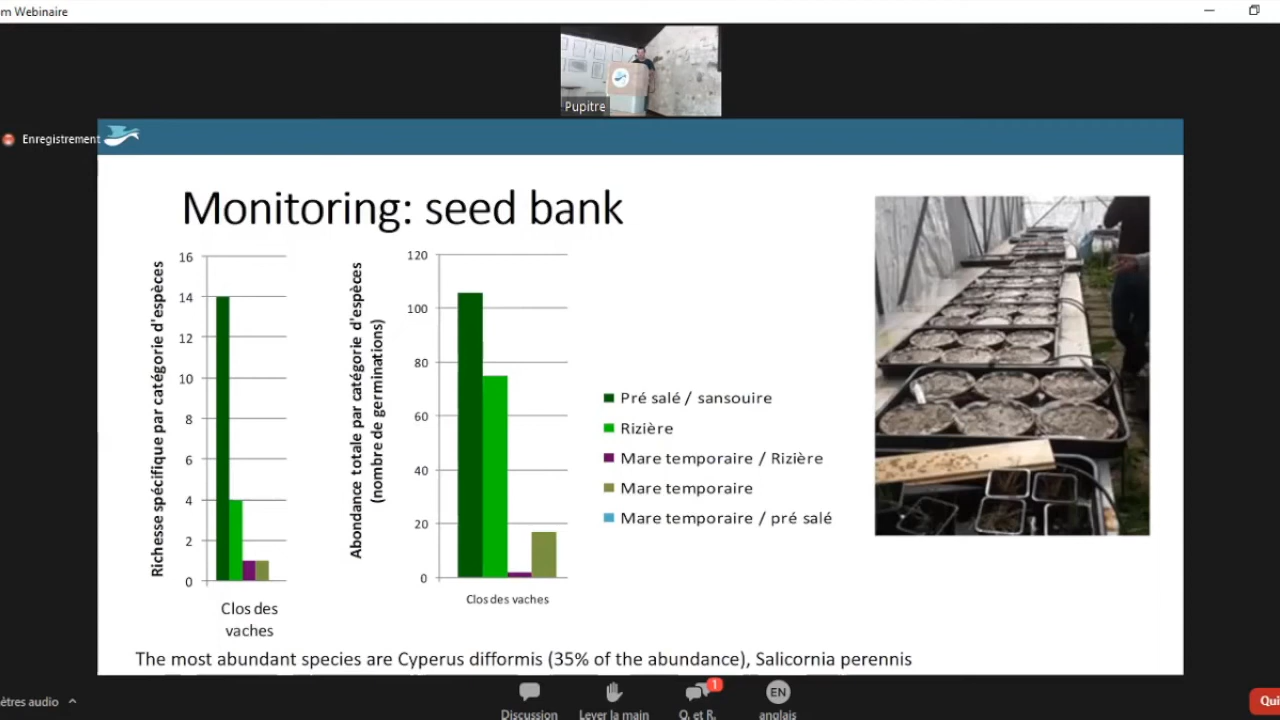 m Webinaire
Pupitre
Enregistrement
Monitoring: seed bank
Richesse spécifique par catégorie d'espèces
16
14
12
10
8
6
4
2
0
Clos des
vaches
Abondance totale par catégorie d'espèces
(nombre de germinations)
120
100
80
60
40
20
0
Clos des vaches
Pré salé / sansouire
Rizière
Mare temporaire / Rizière
Mare temporaire
Mare temporaire / pré salé
The most abundant species are Cyperus difformis (35% of the abundance), Salicornia perennis
ètres audio
Discussion
Lever la main
1
Q. et R.
EN
anglais
Qui